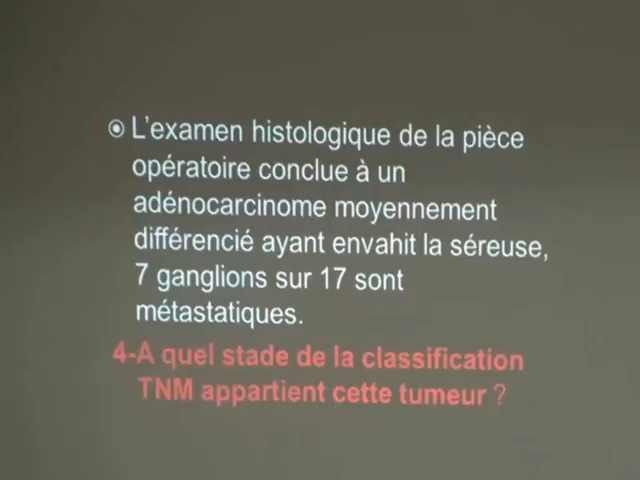 L'examen histologique de la pièce
opératoire conclue à un
adénocarcinome moyennement
différencié ayant envahit la séreuse,
7 ganglions sur 17 sont
métastatiques.
4-A quel stade de la classification
TNM appartient cette tumeur ?